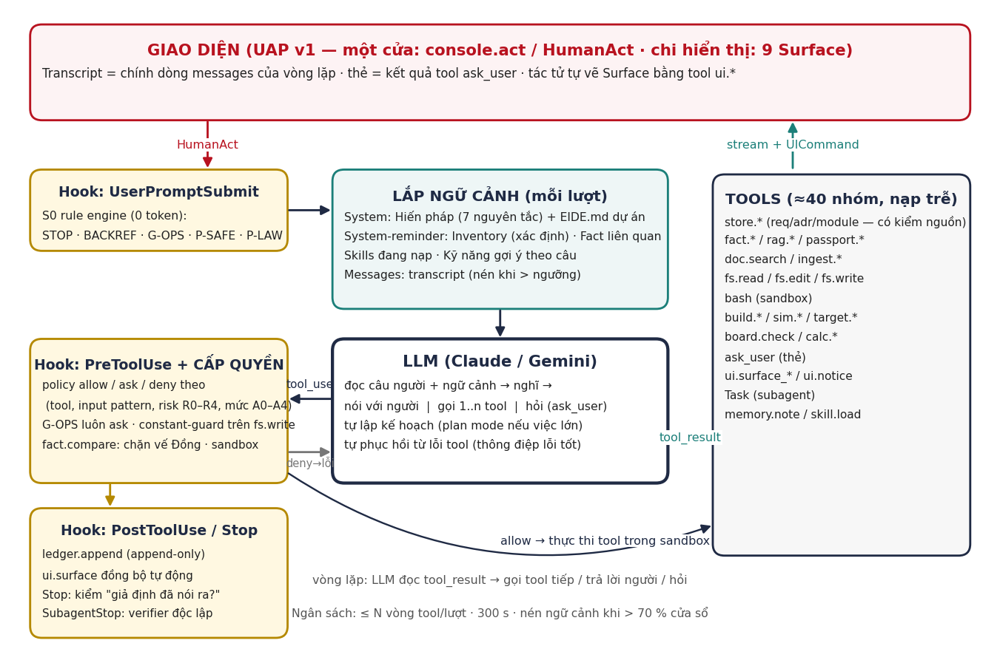 GIAO DIỆN (UAP v1 — một cửa: console.act / HumanAct · chi hiển thị: 9 Surface)
Transcript = chính dòng messages của vòng lặp · thẻ = kết quả tool ask_user · tác tử tự vẽ Surface bằng tool ui.*
HumanAct
stream + UICommand
Hook: UserPromptSubmit
S0 rule engine (0 token):
STOP · BACKREF · G-OPS · P-SAFE · P-LAW
LẮP NGỮ CẢNH (mỗi lượt)
System: Hiến pháp (7 nguyên tắc) + EIDE.md dự án
System-reminder: Inventory (xác định) · Fact liên quan
Skills đang nạp · Kỹ năng gợi ý theo câu
Messages: transcript (nén khi > ngưỡng)
TOOLS (≈40 nhóm, nạp trễ)
store.* (req/adr/module — có kiểm nguồn)
fact.* / rag.* / passport.*
doc.search / ingest.*
fs.read / fs.edit / fs.write
bash (sandbox)
build.* / sim.* / target.*
board.check / calc.*
ask_user (thẻ)
ui.surface_* / ui.notice
Task (subagent)
memory.note / skill.load
Hook: PreToolUse + CẤP QUYỀN
policy allow / ask / deny theo
(tool, input pattern, risk R0–R4, mức A0–A4)
G-OPS luôn ask · constant-guard trên fs.write
fact.compare: chặn vế Đồng · sandbox
tool_use
deny→lỗi
LLM (Claude / Gemini)
đọc câu người + ngữ cảnh → nghĩ →
nói với người | gọi 1..n tool | hỏi (ask_user)
tự lập kế hoạch (plan mode nếu việc lớn)
tự phục hồi từ lỗi tool (thông điệp lỗi tốt)
tool_result
Hook: PostToolUse / Stop
ledger.append (append-only)
ui.surface đồng bộ tự động
Stop: kiểm "giả định đã nói ra?"
SubagentStop: verifier độc lập
allow → thực thi tool trong sandbox
vòng lặp: LLM đọc tool_result → gọi tool tiếp / trả lời người / hỏi
Ngân sách: ≤ N vòng tool/lượt · 300 s · nén ngữ cảnh khi > 70 % cửa sổ